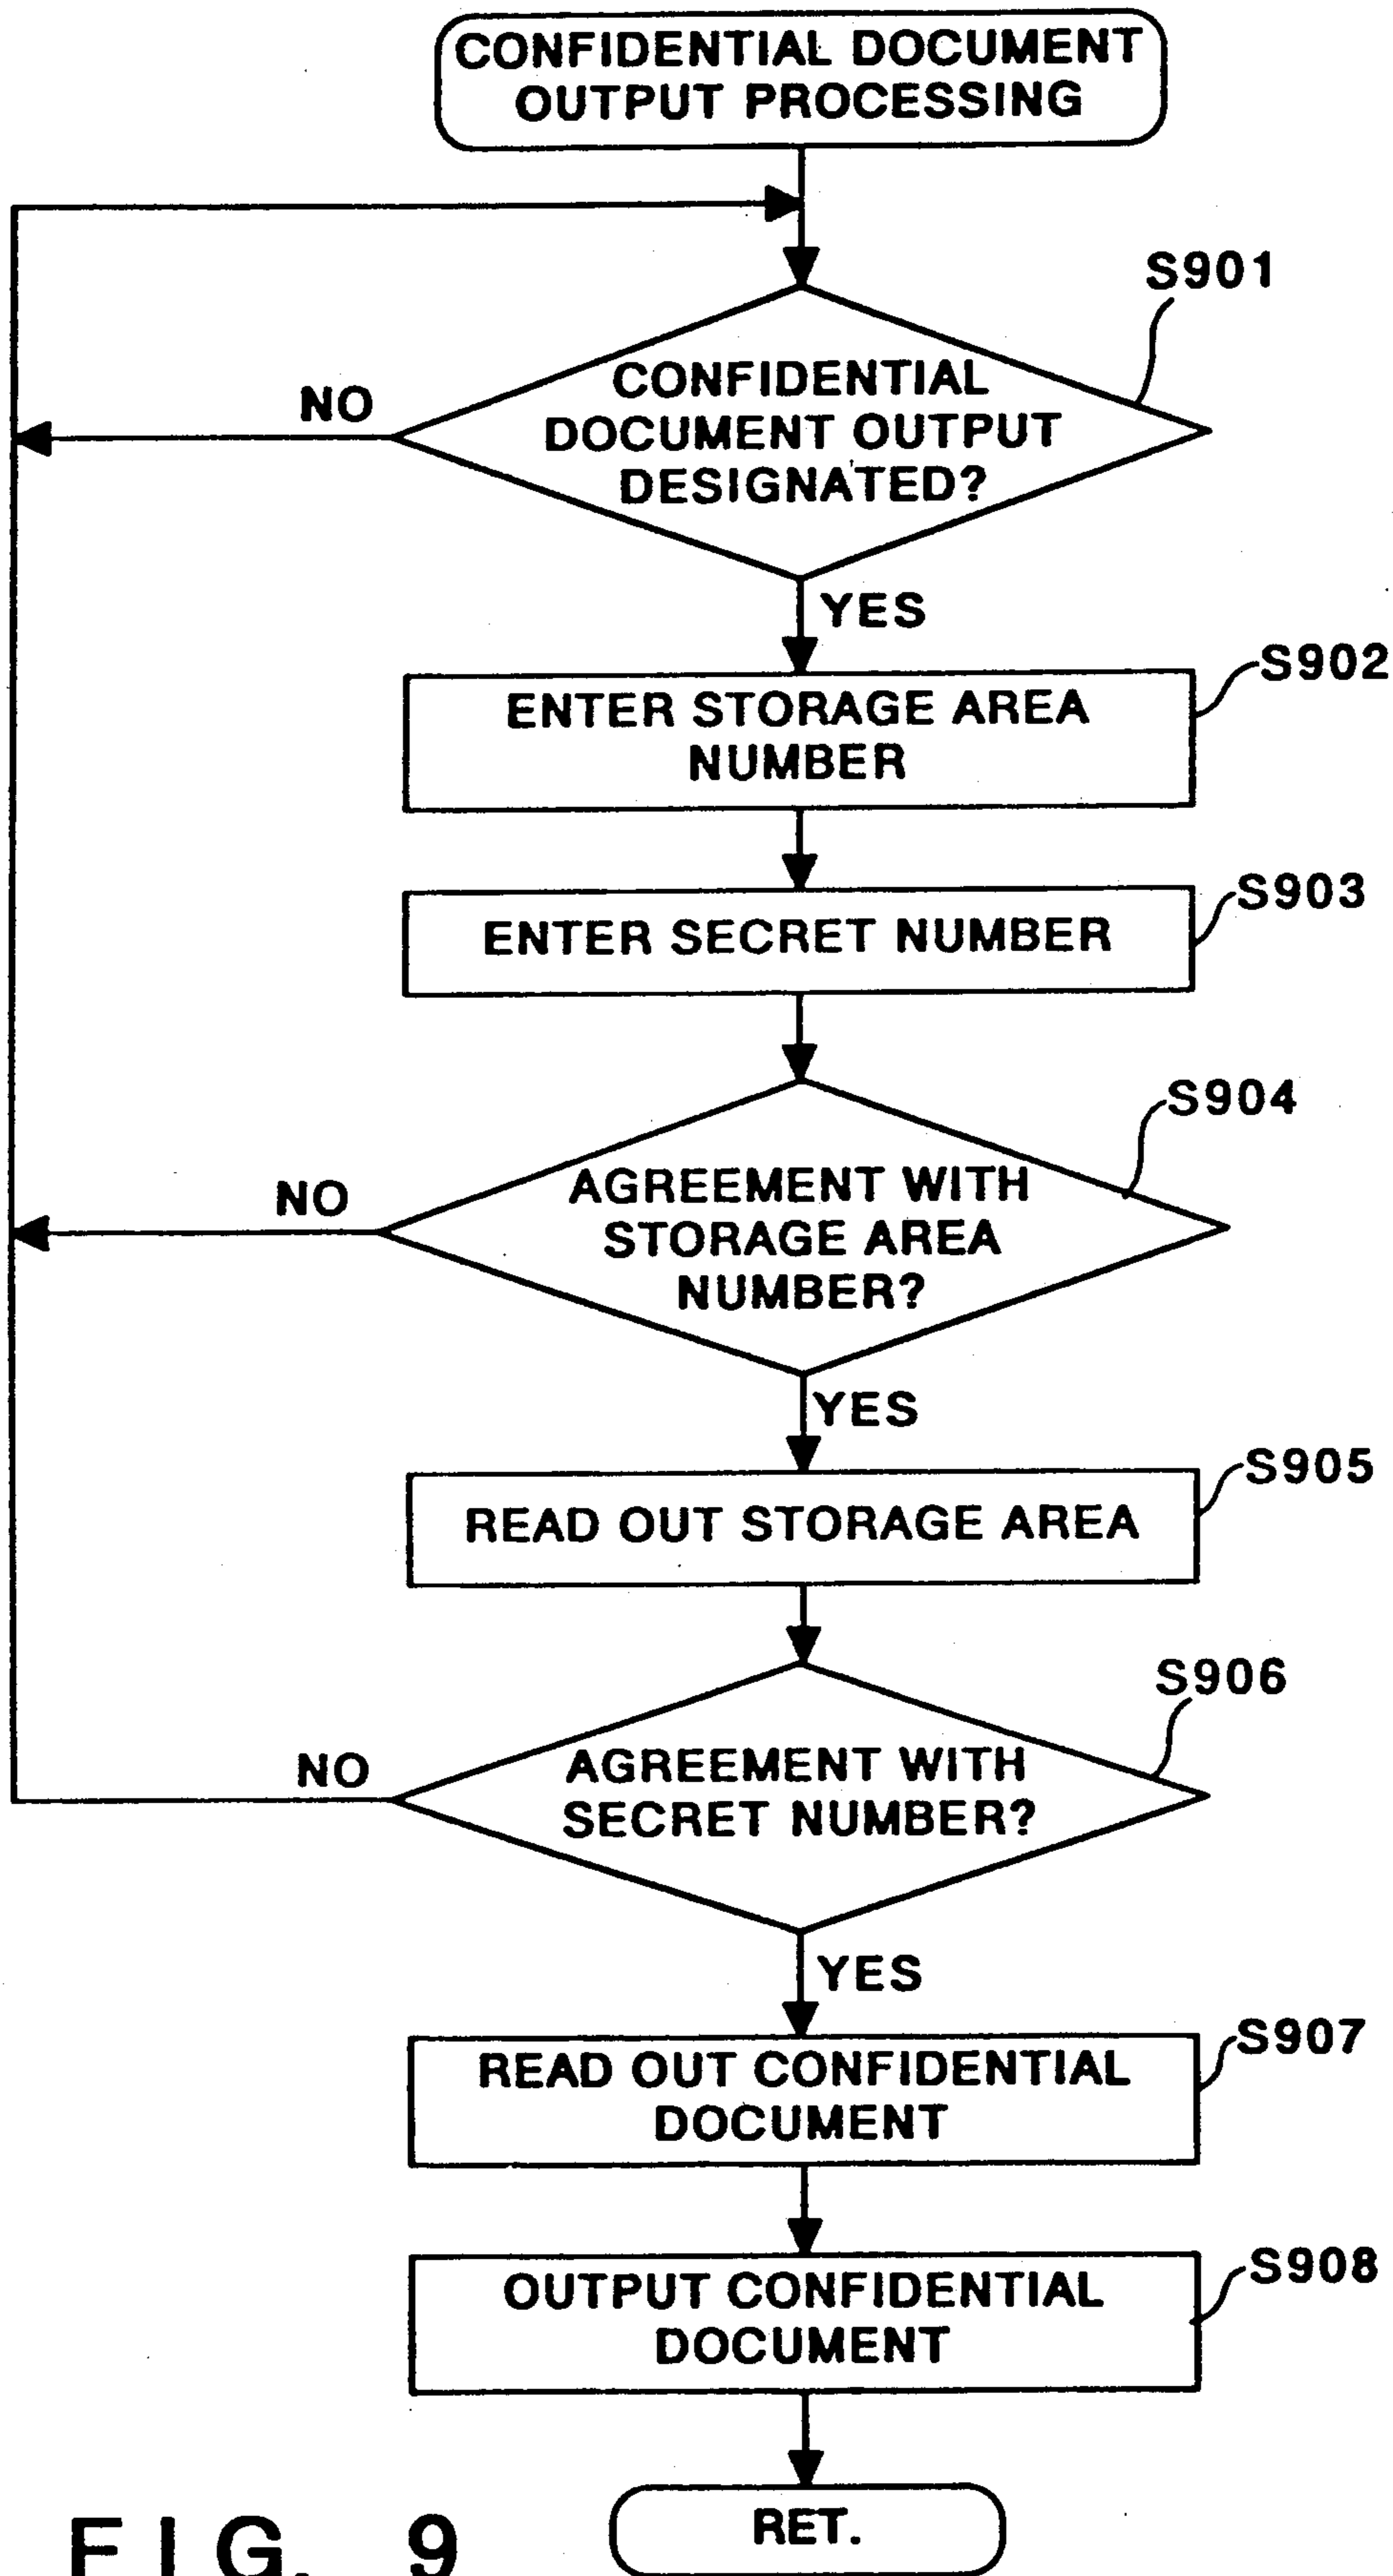 CONFIDENTIAL DOCUMENT
OUTPUT PROCESSING
S901
CONFIDENTIAL
DOCUMENT OUTPUT
DESIGNATED?
NO
YES
S902
ENTER STORAGE AREA
NUMBER
S903
ENTER SECRET NUMBER
S904
AGREEMENT WITH
STORAGE AREA
NUMBER?
NO
YES
S905
READ OUT STORAGE AREA
S906
AGREEMENT WITH
SECRET NUMBER?
NO
YES
S907
READ OUT CONFIDENTIAL
DOCUMENT
S908
OUTPUT CONFIDENTIAL
DOCUMENT
RET.
FIG. 9